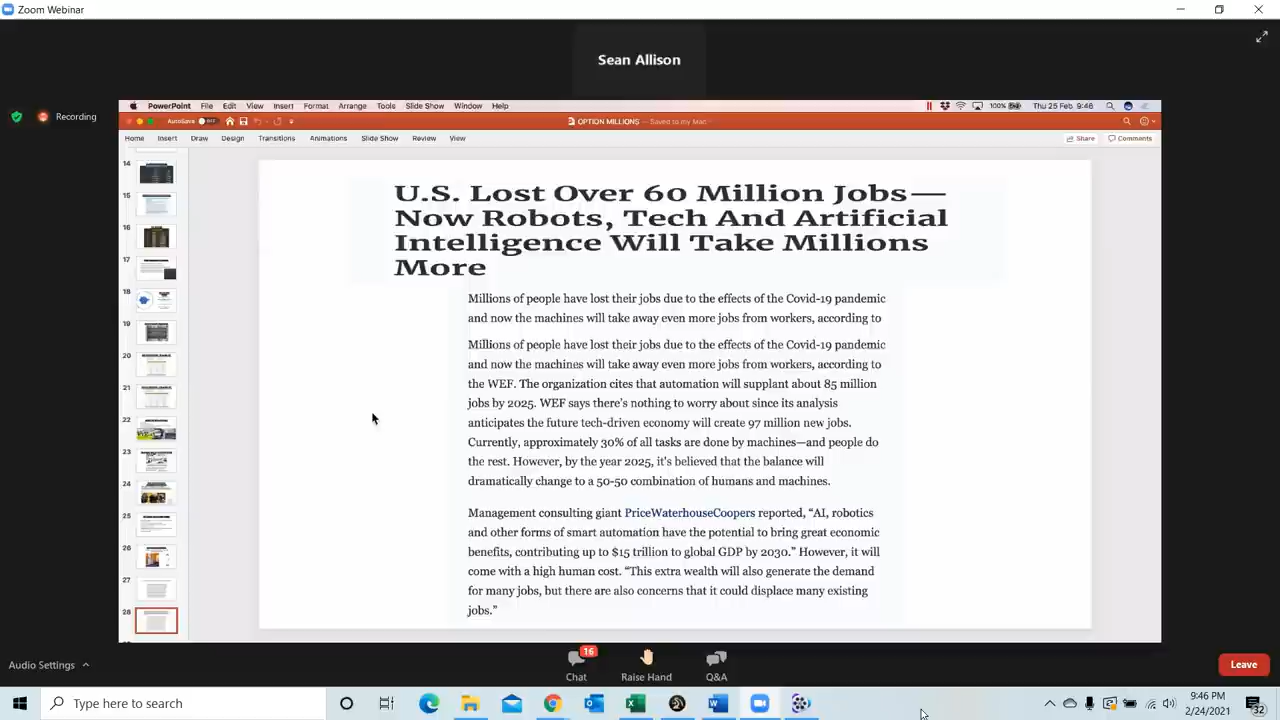 Zoom Webinar
Sean Allison
Recording
PowerPoint File Edit View Insert Format Arrange Tools Slide Show Window Help 100% Thu 25 Feb 9:46
AutoSave OFF OPTION MILLIONS — Saved to my Mac
Home Insert Draw Design Transitions Animations Slide Show Review View Share Comments
U.S. Lost Over 60 Million Jobs—
Now Robots, Tech And Artificial
Intelligence Will Take Millions
More
Millions of people have lost their jobs due to the effects of the Covid-19 pandemic
and now the machines will take away even more jobs from workers, according to
Millions of people have lost their jobs due to the effects of the Covid-19 pandemic
and now the machines will take away even more jobs from workers, according to
the WEF. The organization cites that automation will supplant about 85 million
jobs by 2025. WEF says there's nothing to worry about since its analysis
anticipates the future tech-driven economy will create 97 million new jobs.
Currently, approximately 30% of all tasks are done by machines—and people do
the rest. However, by the year 2025, it's believed that the balance will
dramatically change to a 50-50 combination of humans and machines.
Management consulting giant PriceWaterhouseCoopers reported, “AI, robotics
and other forms of smart automation have the potential to bring great economic
benefits, contributing up to $15 trillion to global GDP by 2030.” However, it will
come with a high human cost. “This extra wealth will also generate the demand
for many jobs, but there are also concerns that it could displace many existing
jobs.”
14
15
16
17
18
19
20
21
22
23
24
25
26
27
28
Audio Settings
16
Chat
Raise Hand
Q&A
Leave
Type here to search
9:46 PM
2/24/2021
32